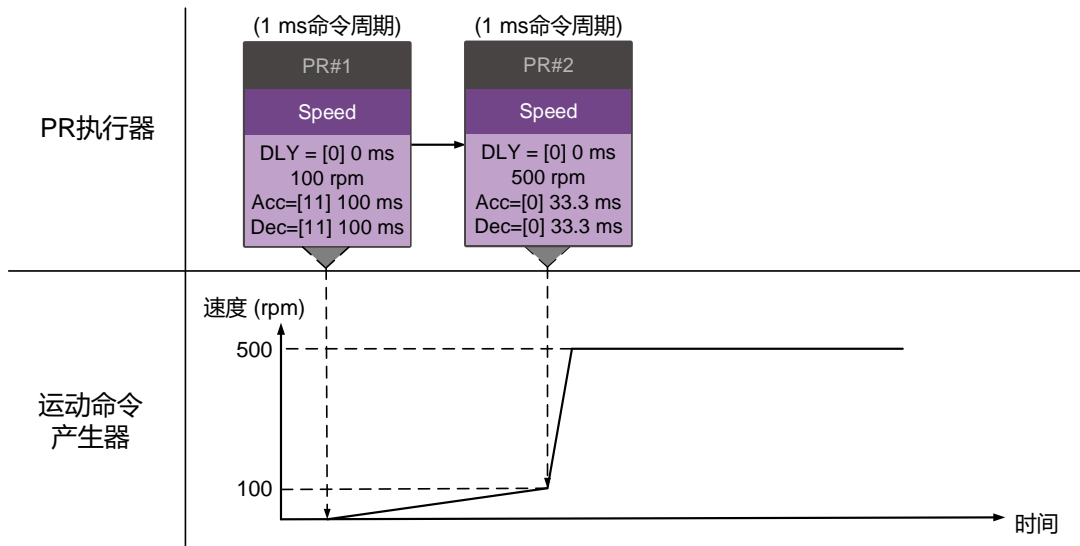 (1 ms命令周期)
(1 ms命令周期)
PR#1
PR#2
PR执行器
Speed
Speed
DLY = [0] 0 ms
100 rpm
Acc=[11] 100 ms
Dec=[11] 100 ms
DLY = [0] 0 ms
500 rpm
Acc=[0] 33.3 ms
Dec=[0] 33.3 ms
运动命令
产生器
速度 (rpm)
500
100
时间